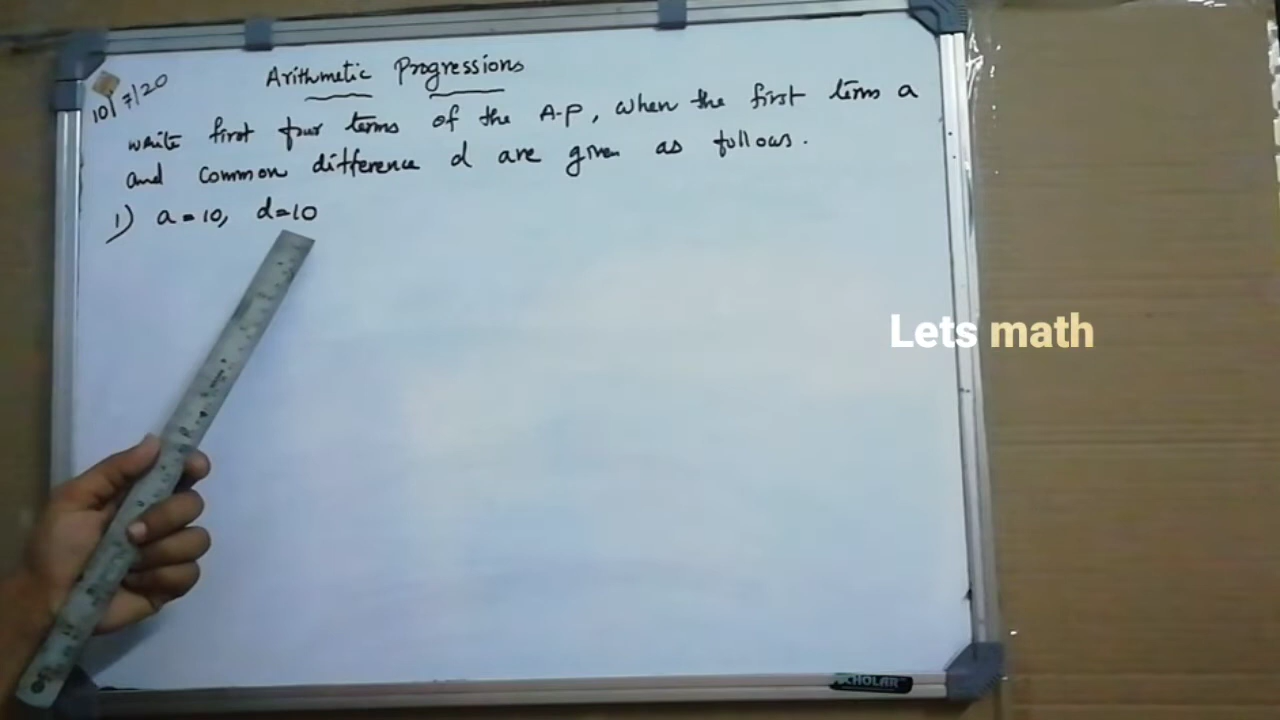 Arithmetic Progressions
10/7/20
write first four terms of the A.P, when the first term a
and common difference d are given as follows.
1) a=10, d=10
Lets math
SCHOLAR